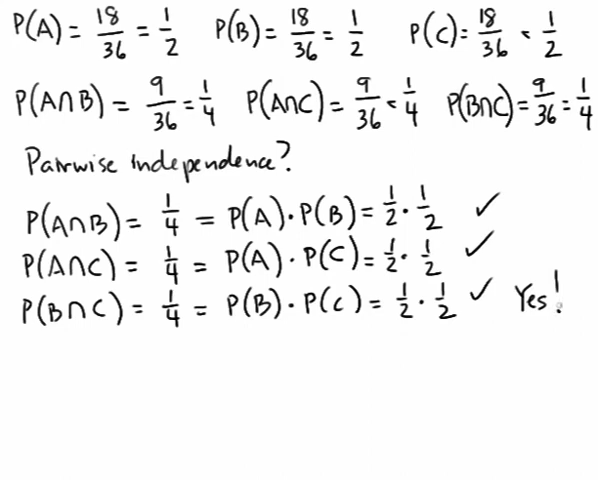 P(A) = 18/36 = 1/2 P(B) = 18/36 = 1/2 P(C) = 18/36 = 1/2
P(A∩B) = 9/36 = 1/4 P(A∩C) = 9/36 = 1/4 P(B∩C) = 9/36 = 1/4
Pairwise independence?
P(A∩B) = 1/4 = P(A)·P(B) = 1/2 · 1/2 ✓
P(A∩C) = 1/4 = P(A)·P(C) = 1/2 · 1/2 ✓
P(B∩C) = 1/4 = P(B)·P(C) = 1/2 · 1/2 ✓ Yes!